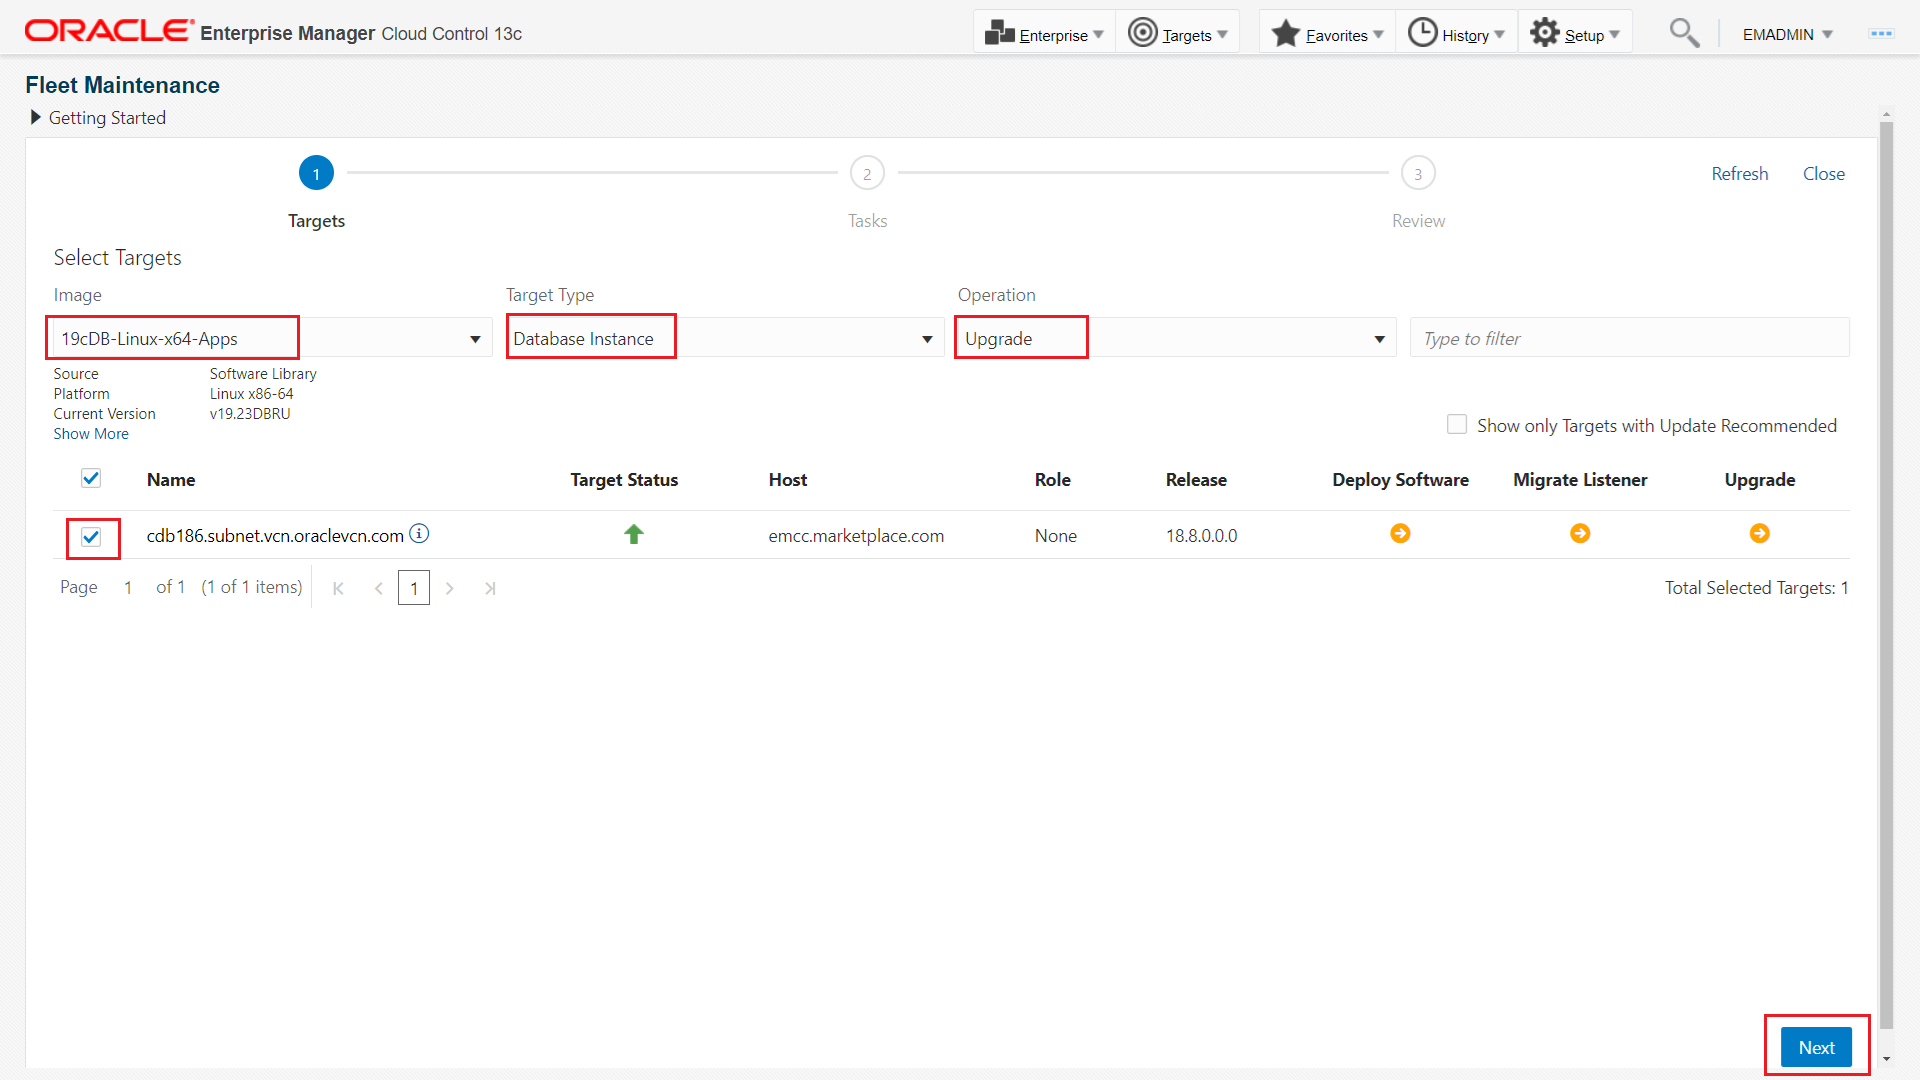 ORACLE Enterprise Manager Cloud Control 13c Enterprise Targets Favorites History Setup EMADMIN
Fleet Maintenance
Getting Started
1 2 3 Refresh Close
Targets Tasks Review
Select Targets
Image Target Type Operation
19cDB-Linux-x64-Apps Database Instance Upgrade Type to filter
Source Software Library
Platform Linux x86-64
Current Version v19.23DBRU
Show More
Show only Targets with Update Recommended
Name Target Status Host Role Release Deploy Software Migrate Listener Upgrade
cdb186.subnet.vcn.oraclevcn.com i emcc.marketplace.com None 18.8.0.0.0
Page 1 of 1 (1 of 1 items) 1 Total Selected Targets: 1
Next